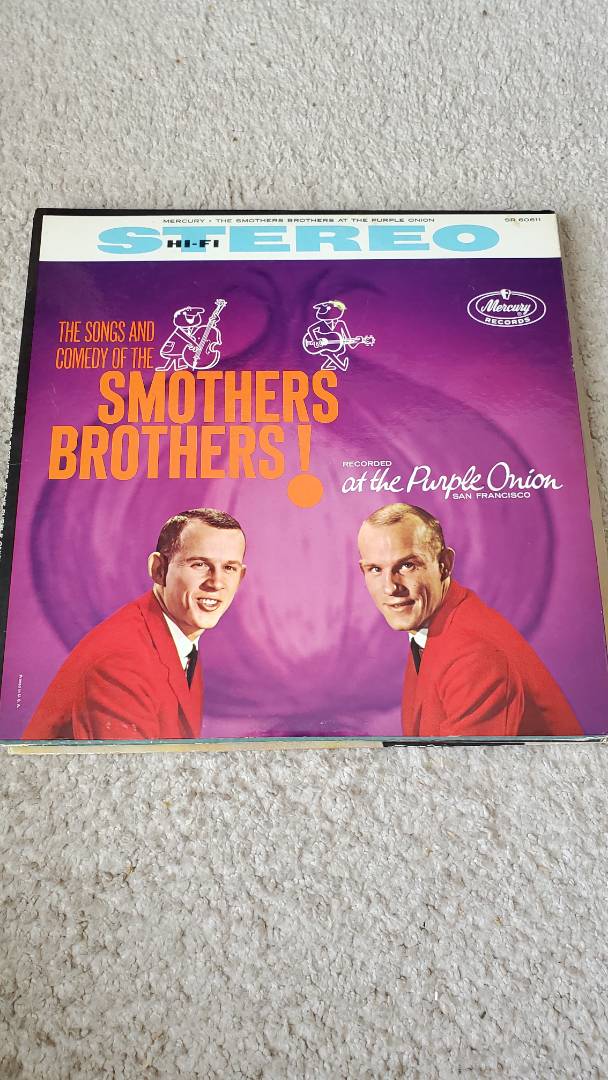 MERCURY • THE SMOTHERS BROTHERS AT THE PURPLE ONION
SR 60611
STEREO
HI-FI
Mercury
RECORDS
THE SONGS AND
COMEDY OF THE
SMOTHERS
BROTHERS!
RECORDED
at the Purple Onion
SAN FRANCISCO